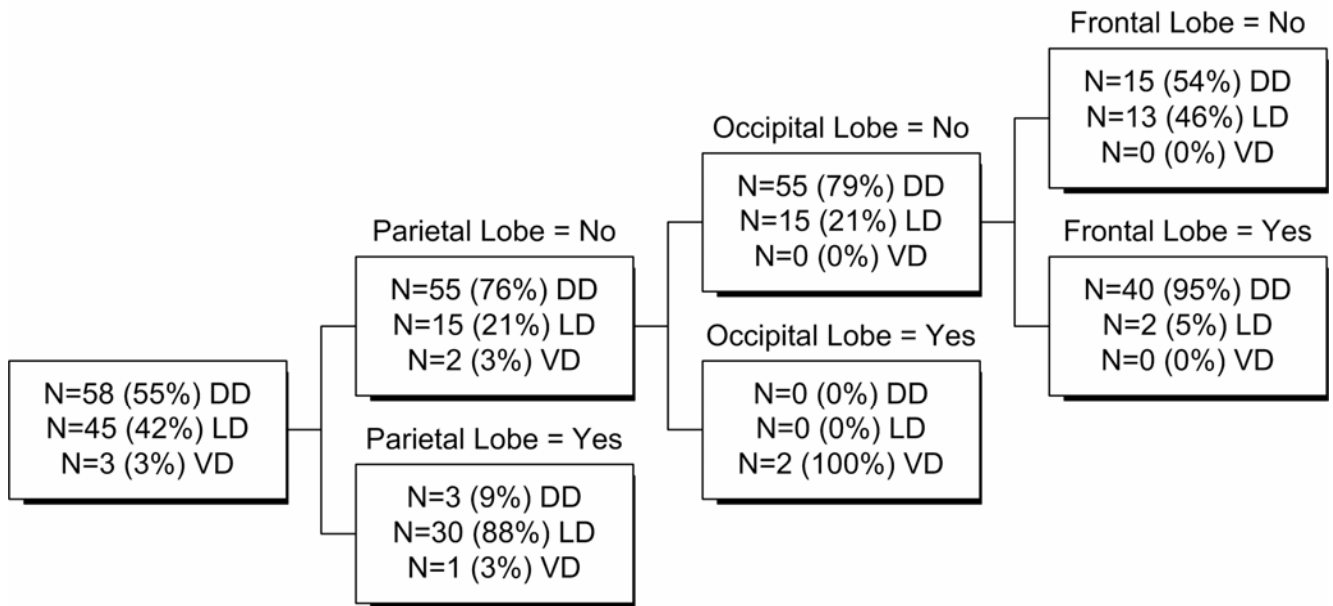 Frontal Lobe = No
N=15 (54%) DD
N=13 (46%) LD
N=0 (0%) VD
Occipital Lobe = No
N=55 (79%) DD
N=15 (21%) LD
N=0 (0%) VD
Parietal Lobe = No
N=55 (76%) DD
N=15 (21%) LD
N=2 (3%) VD
Frontal Lobe = Yes
N=40 (95%) DD
N=2 (5%) LD
N=0 (0%) VD
Occipital Lobe = Yes
N=0 (0%) DD
N=0 (0%) LD
N=2 (100%) VD
N=58 (55%) DD
N=45 (42%) LD
N=3 (3%) VD
Parietal Lobe = Yes
N=3 (9%) DD
N=30 (88%) LD
N=1 (3%) VD